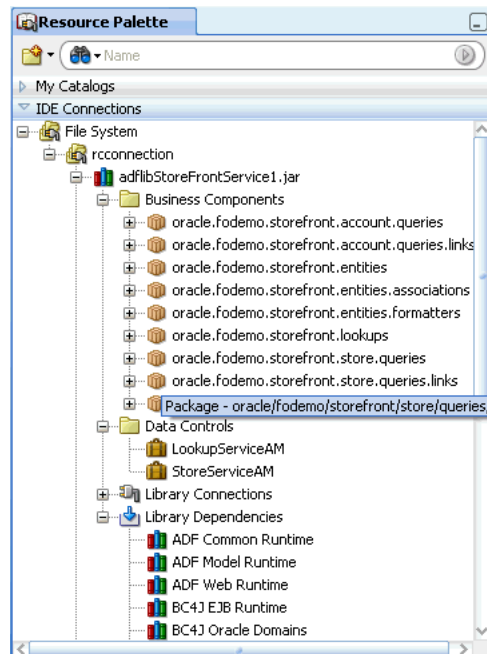 Resource Palette
Name
My Catalogs
IDE Connections
File System
rcconnection
adflibStoreFrontService1.jar
Business Components
oracle.fodemo.storefront.account.queries
oracle.fodemo.storefront.account.queries.links
oracle.fodemo.storefront.entities
oracle.fodemo.storefront.entities.associations
oracle.fodemo.storefront.entities.formatters
oracle.fodemo.storefront.lookups
oracle.fodemo.storefront.store.queries
oracle.fodemo.storefront.store.queries.links
Package - oracle/fodemo/storefront/store/queries
Data Controls
LookupServiceAM
StoreServiceAM
Library Connections
Library Dependencies
ADF Common Runtime
ADF Model Runtime
ADF Web Runtime
BC4J EJB Runtime
BC4J Oracle Domains